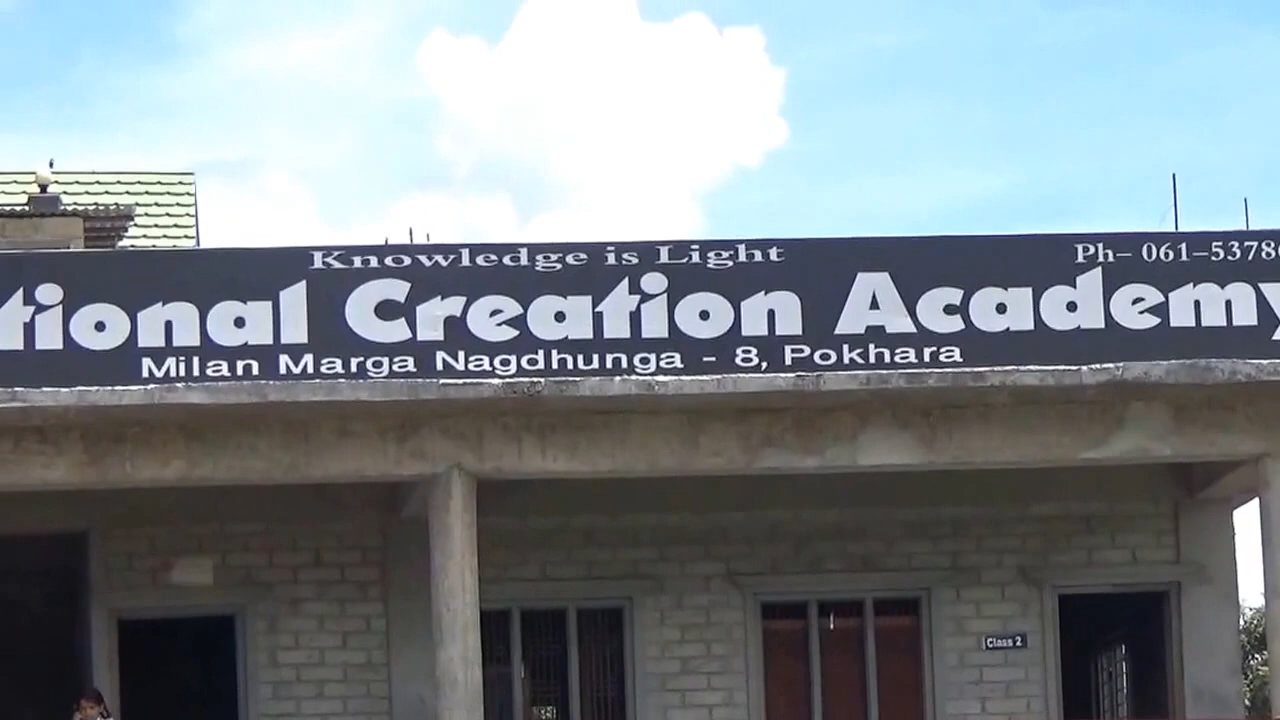 Knowledge is Light
Ph– 061–5378
tional Creation Academy
Milan Marga Nagdhunga - 8, Pokhara
Class 2